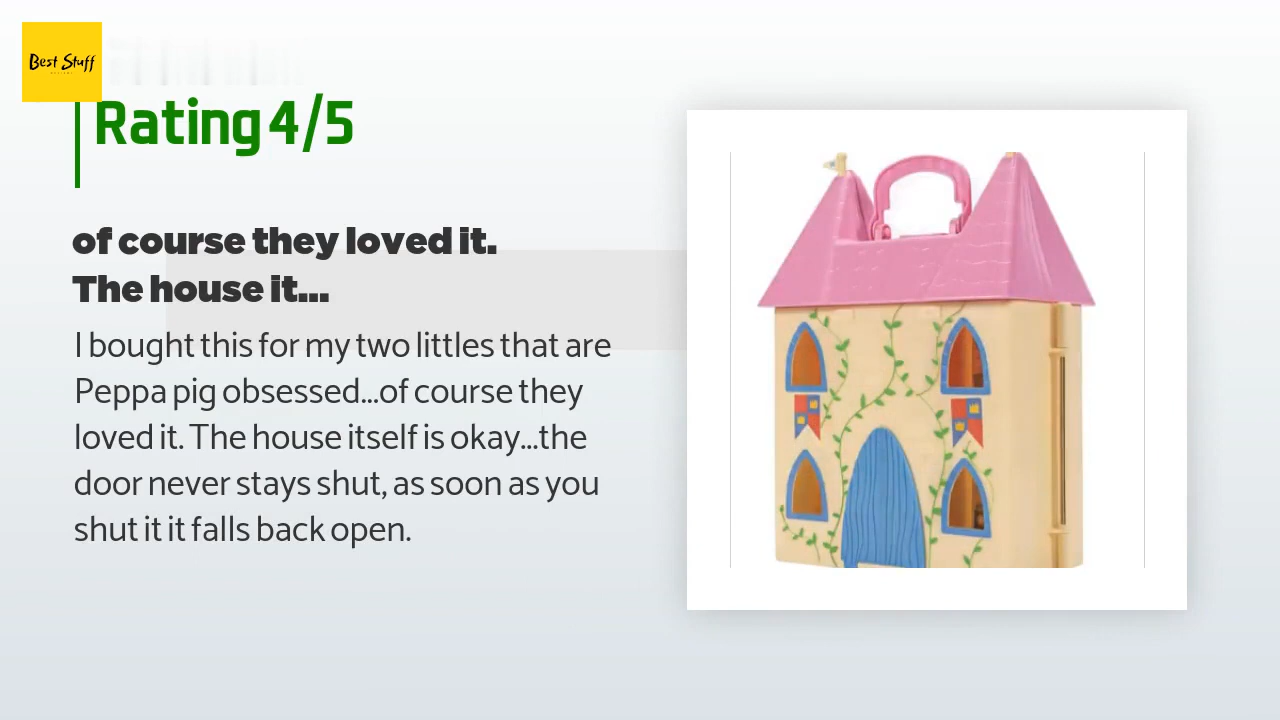 Best Stuff
Rating 4/5
of course they loved it.
The house it...
I bought this for my two littles that are
Peppa pig obsessed...of course they
loved it. The house itself is okay...the
door never stays shut, as soon as you
shut it it falls back open.